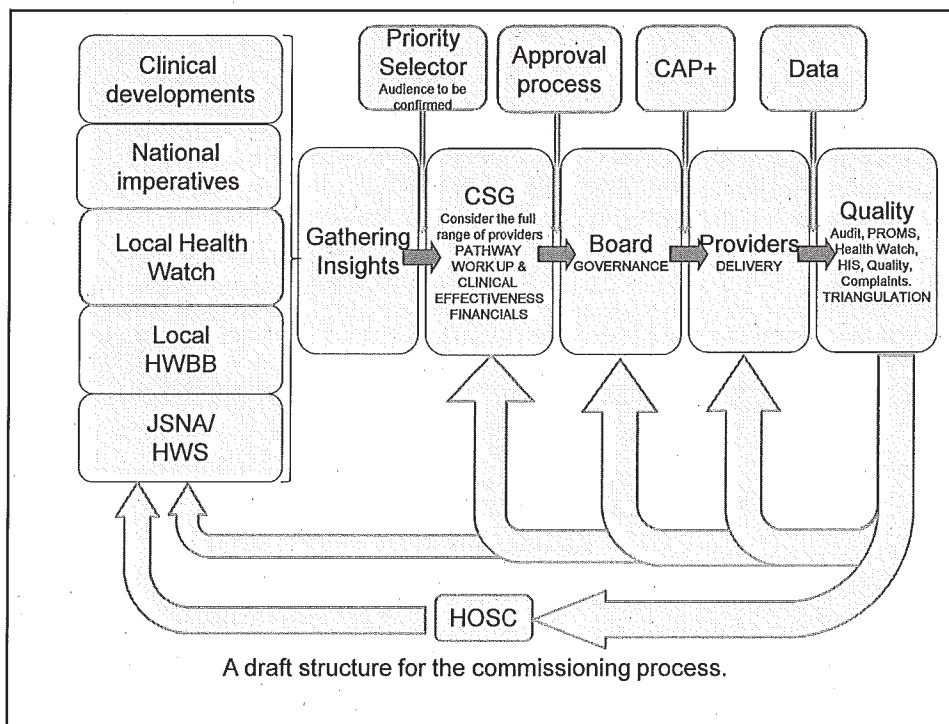 Clinical
developments
National
imperatives
Local Health
Watch
Local
HWBB
JSNA/
HWS
Priority
Selector
Audience to be
confirmed
Approval
process
CAP+
Data
Gathering
Insights
CSG
Consider the full
range of providers
PATHWAY
WORKUP &
CLINICAL
EFFECTIVENESS
FINANCIALS
Board
GOVERNANCE
Providers
DELIVERY
Quality
Audit, PROMS,
Health Watch,
HIS, Quality,
Complaints.
TRIANGULATION
HOSC
A draft structure for the commissioning process.